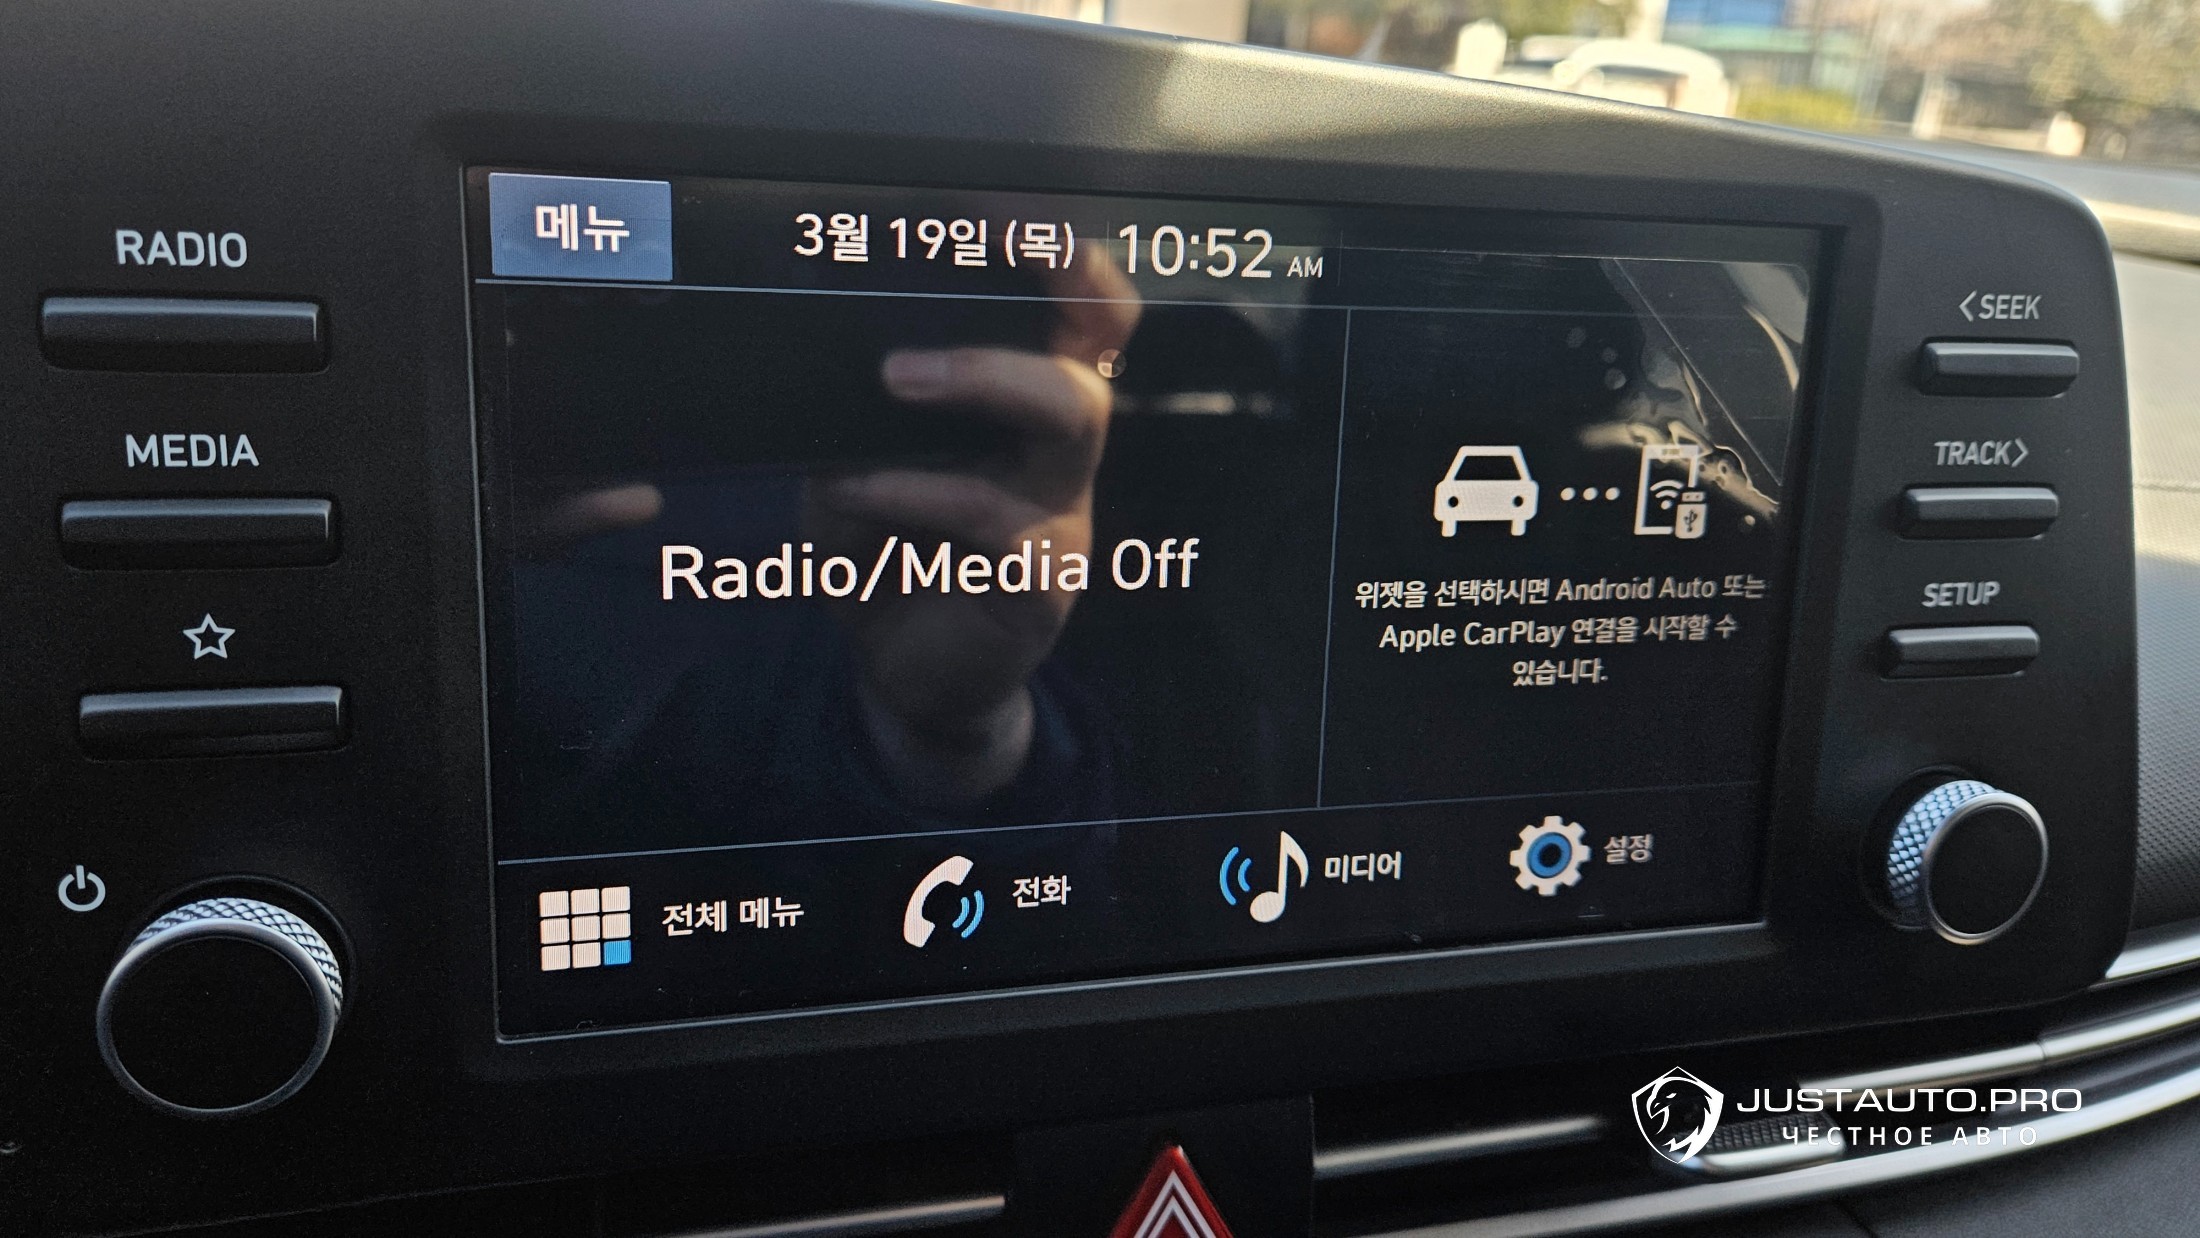 메뉴
3월 19일 (목) 10:52 AM
RADIO
MEDIA
Radio/Media Off
위젯을 선택하시면 Android Auto 또는
Apple CarPlay 연결을 시작할 수
있습니다.
<SEEK
TRACK>
SETUP
전체 메뉴
전화
미디어
설정
JUSTAUTO.PRO
ЧЕСТНОЕ АВТО